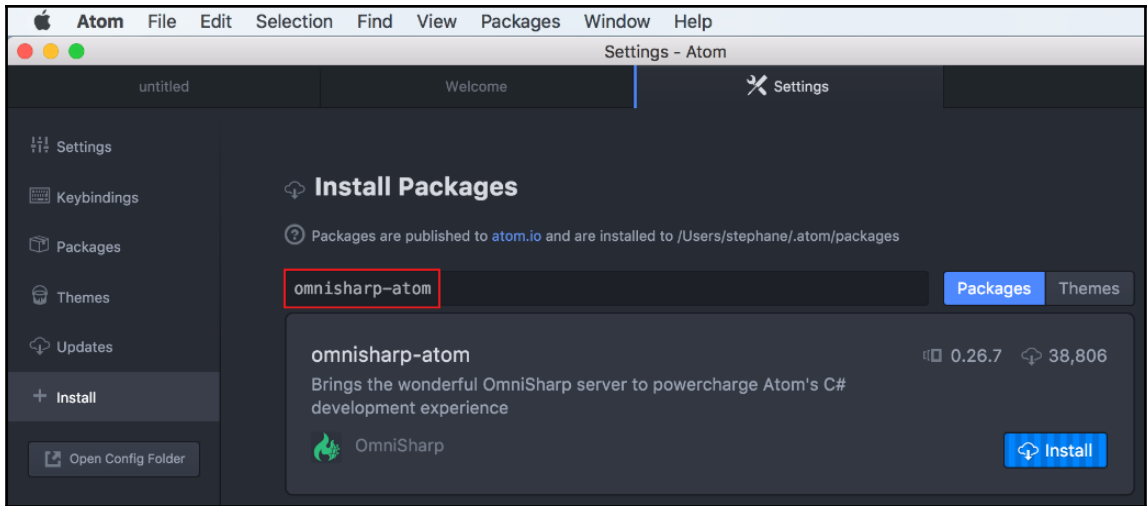 Atom File Edit Selection Find View Packages Window Help
Settings - Atom
untitled Welcome Settings
Settings
Keybindings
Packages
Themes
Updates
Install
Open Config Folder
Install Packages
Packages are published to atom.io and are installed to /Users/stephane/.atom/packages
omnisharp-atom
Packages Themes
omnisharp-atom
0.26.7 38,806
Brings the wonderful OmniSharp server to powercharge Atom's C#
development experience
OmniSharp
Install